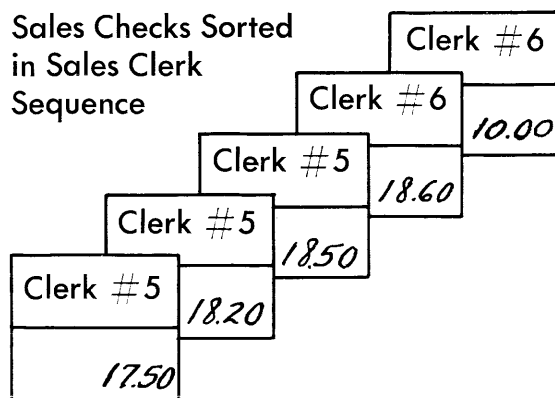 Sales Checks Sorted
in Sales Clerk
Sequence
Clerk #6
10.00
Clerk #6
18.60
Clerk #5
18.50
Clerk #5
18.20
Clerk #5
17.50